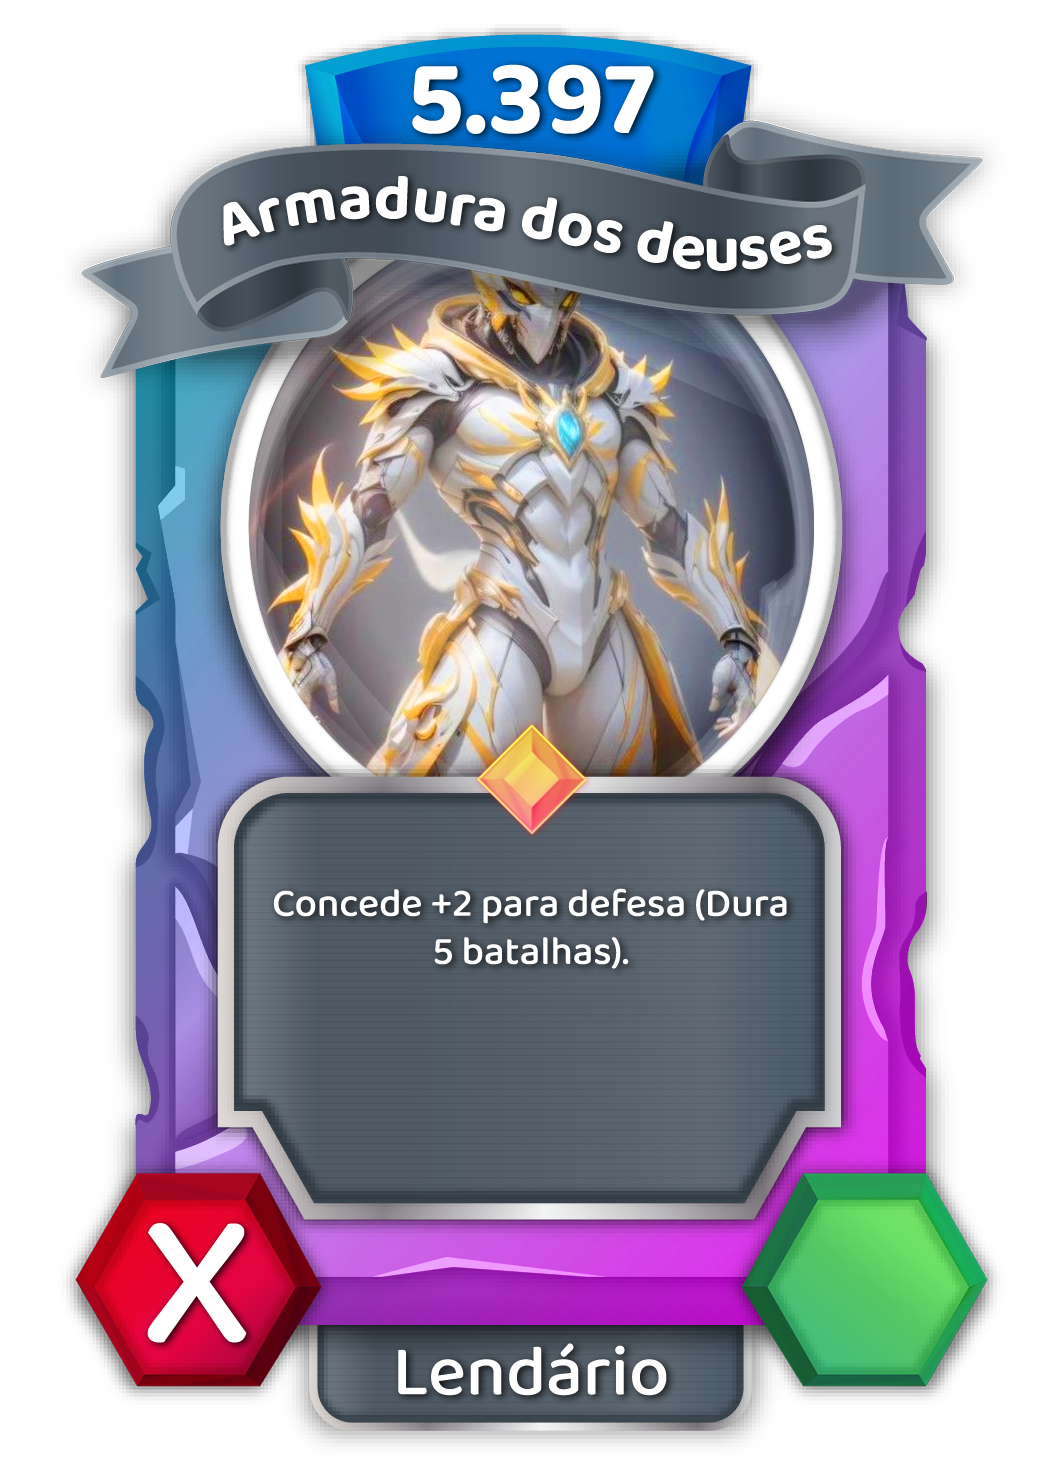 5.397
Armadura dos deuses
Concede +2 para defesa (Dura
5 batalhas).
X
Lendário